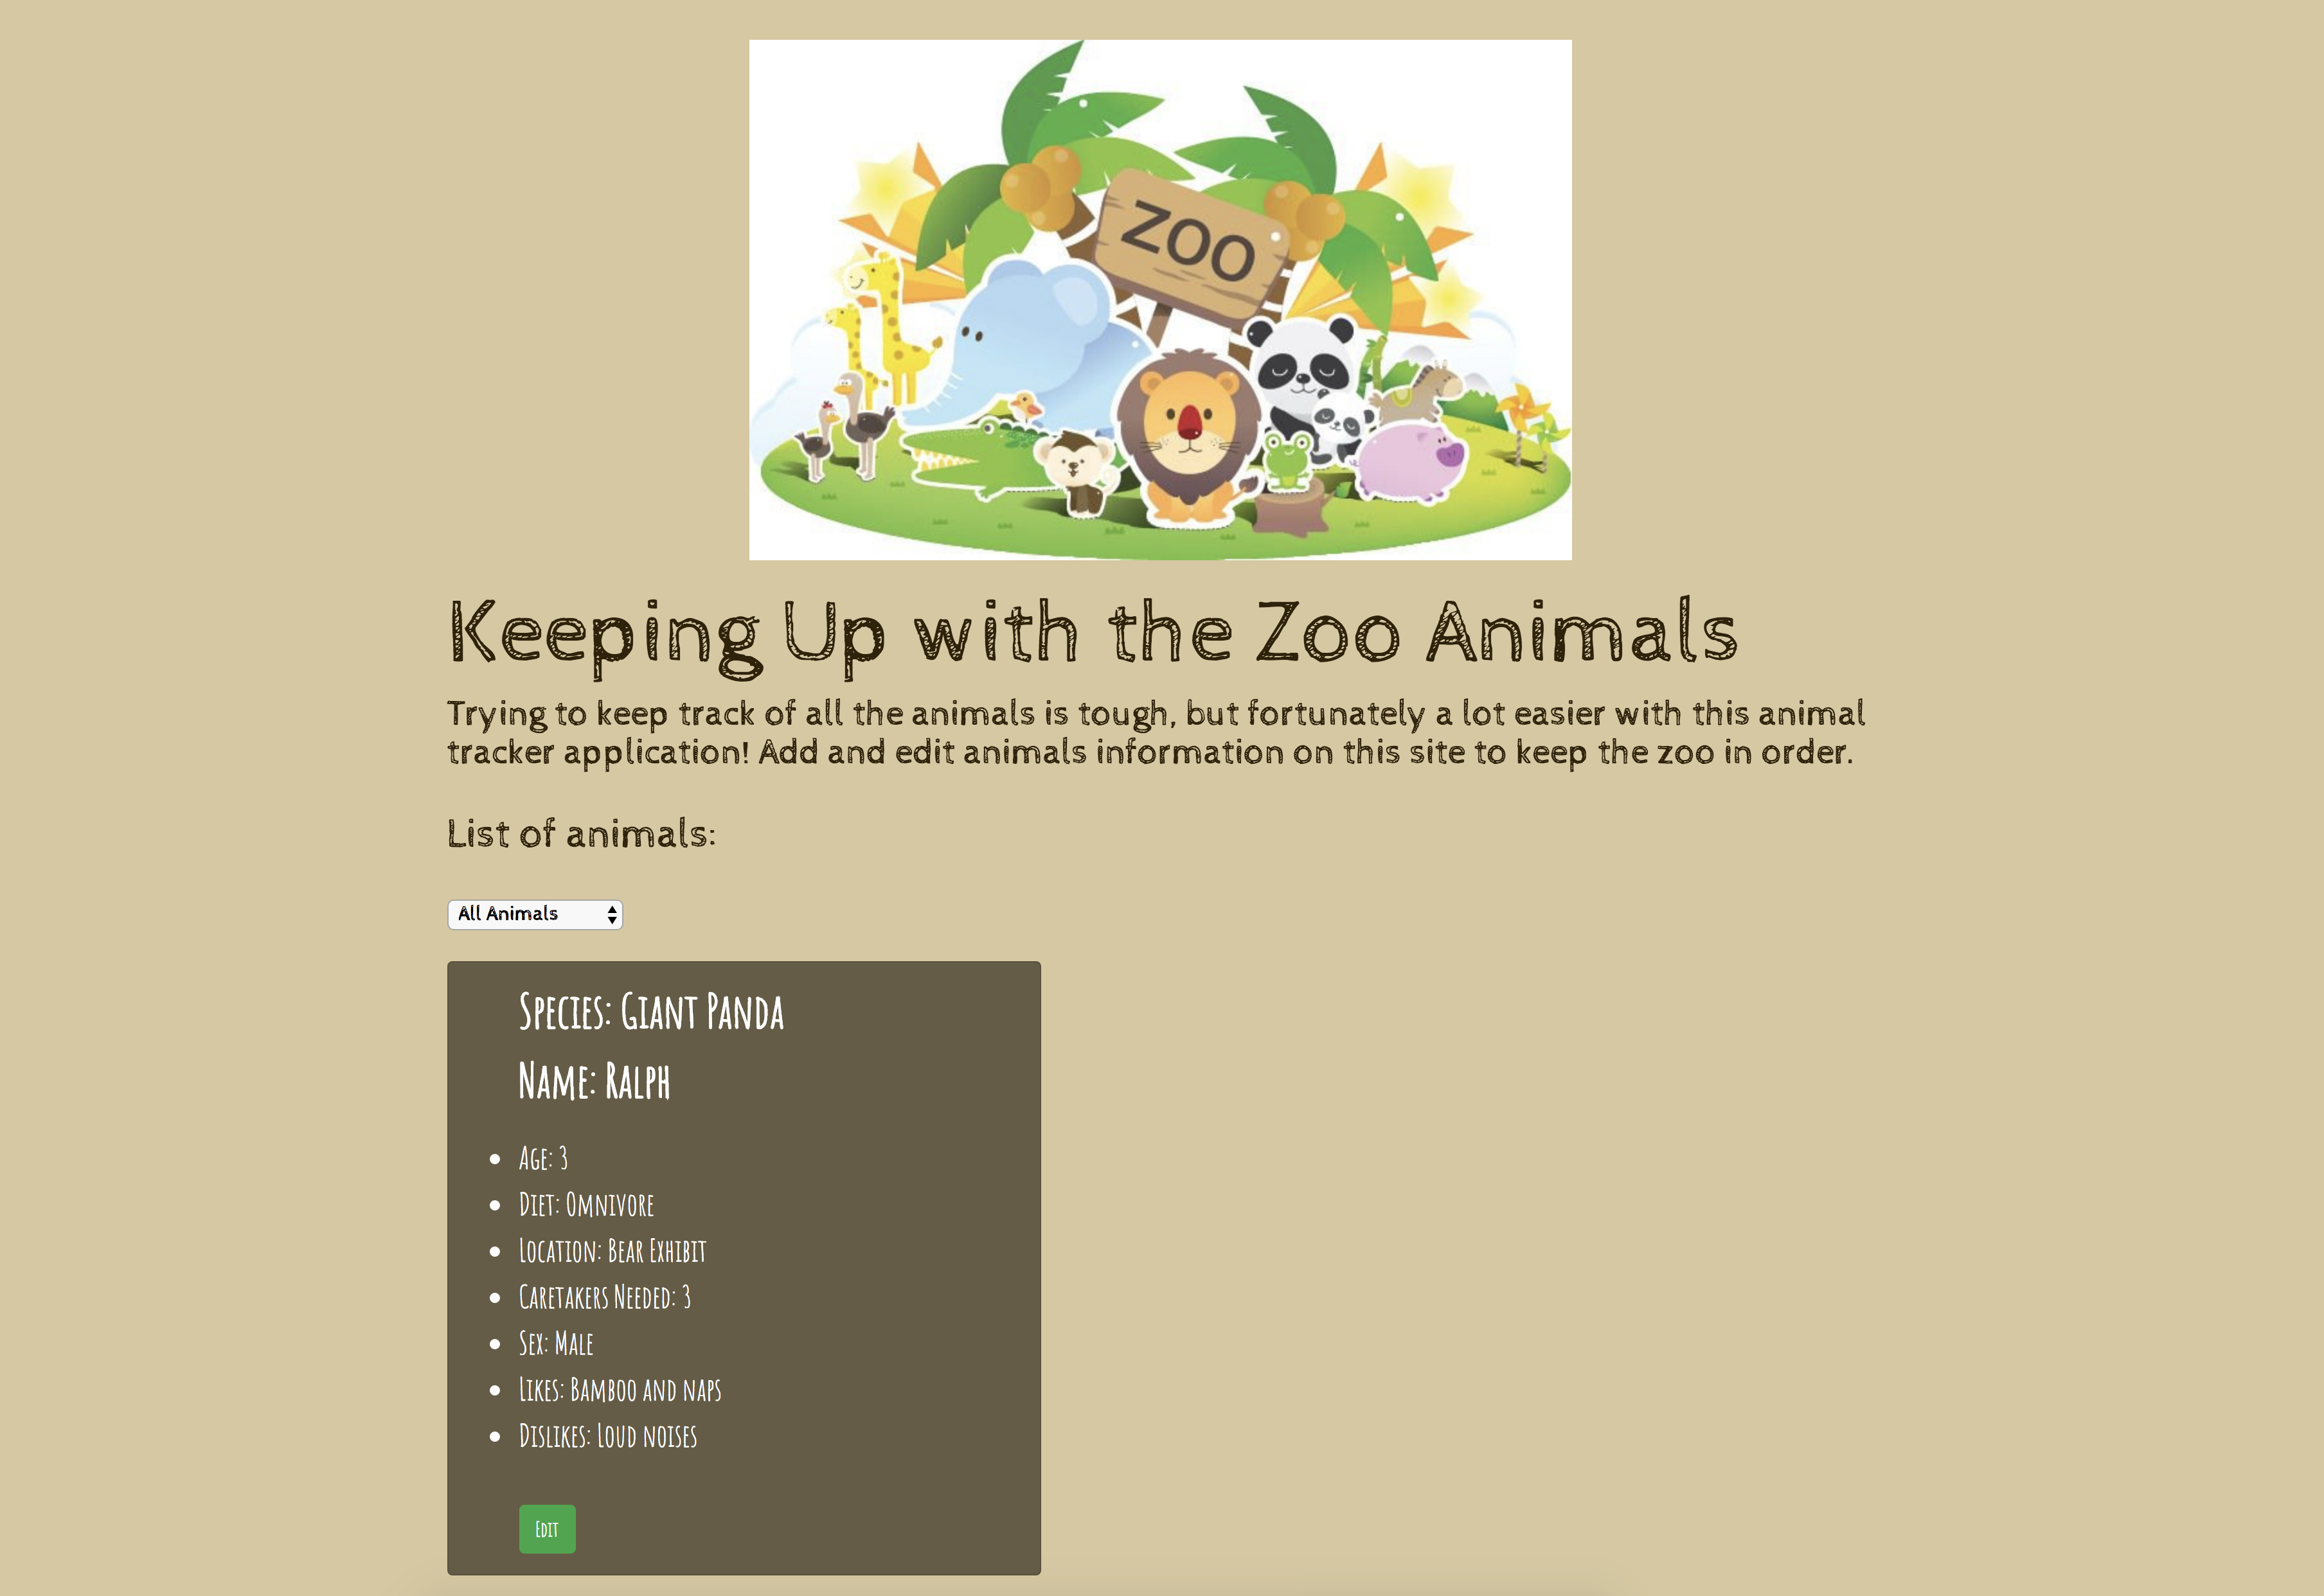 ZOO
Keeping Up with the Zoo Animals
Trying to keep track of all the animals is tough, but fortunately a lot easier with this animal
tracker application! Add and edit animals information on this site to keep the zoo in order.
List of animals:
All Animals
Species: Giant Panda
Name: Ralph
Age: 3
Diet: Omnivore
Location: Bear Exhibit
Caretakers Needed: 3
Sex: Male
Likes: Bamboo and naps
Dislikes: Loud noises
Edit